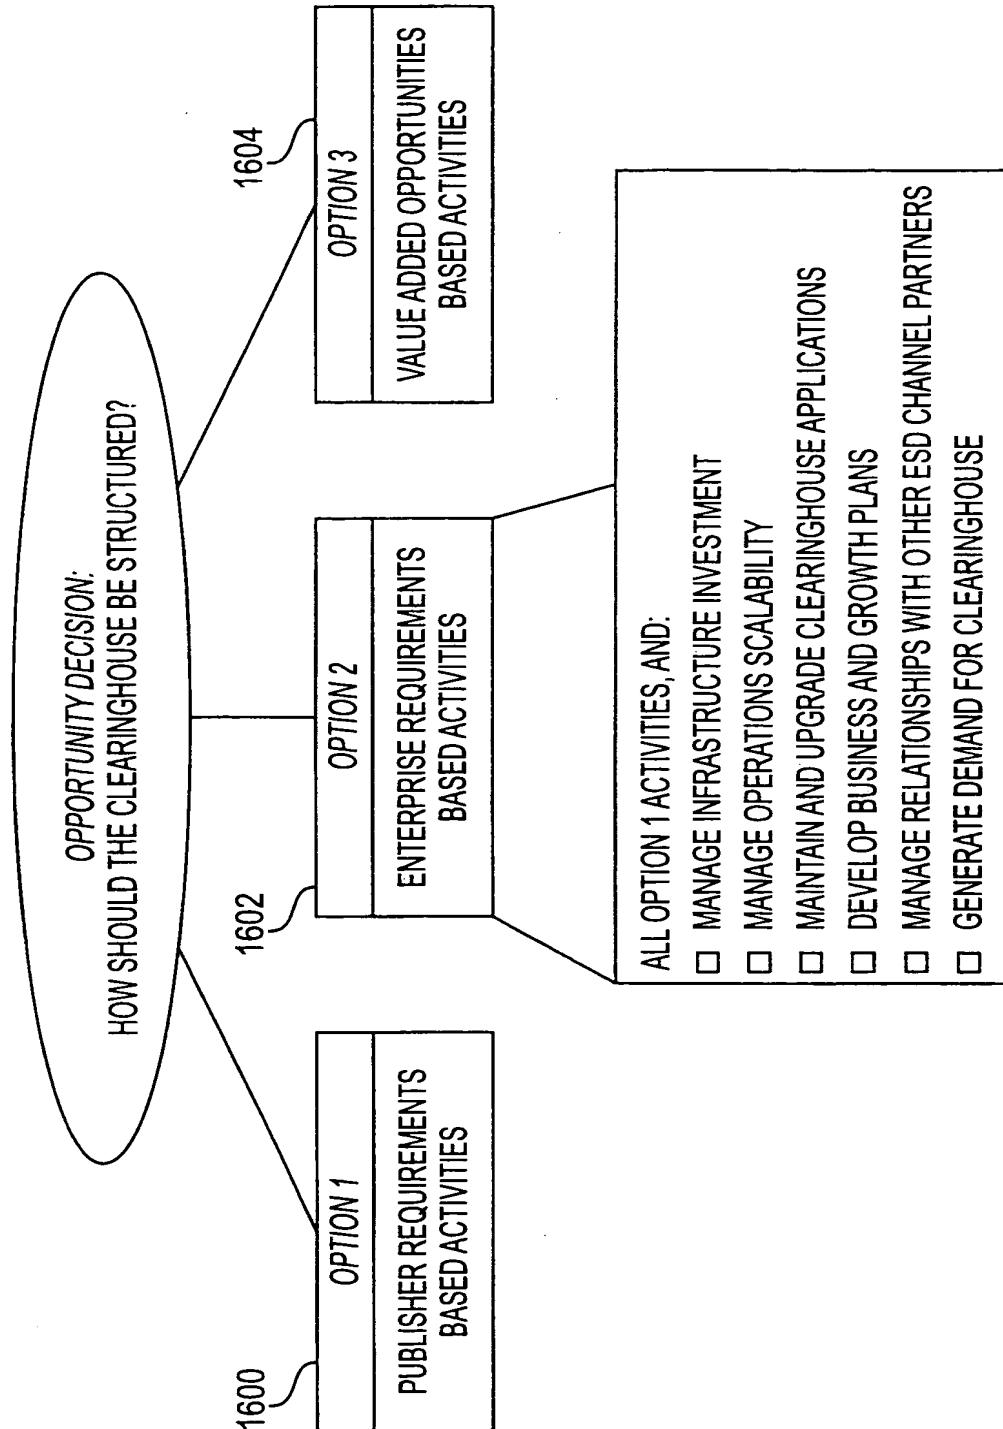 OPPORTUNITY DECISION:
HOW SHOULD THE CLEARINGHOUSE BE STRUCTURED?
1600
OPTION 1
PUBLISHER REQUIREMENTS
BASED ACTIVITIES
1602
OPTION 2
ENTERPRISE REQUIREMENTS
BASED ACTIVITIES
1604
OPTION 3
VALUE ADDED OPPORTUNITIES
BASED ACTIVITIES
ALL OPTION 1 ACTIVITIES, AND:
MANAGE INFRASTRUCTURE INVESTMENT
MANAGE OPERATIONS SCALABILITY
MAINTAIN AND UPGRADE CLEARINGHOUSE APPLICATIONS
DEVELOP BUSINESS AND GROWTH PLANS
MANAGE RELATIONSHIPS WITH OTHER ESD CHANNEL PARTNERS
GENERATE DEMAND FOR CLEARINGHOUSE